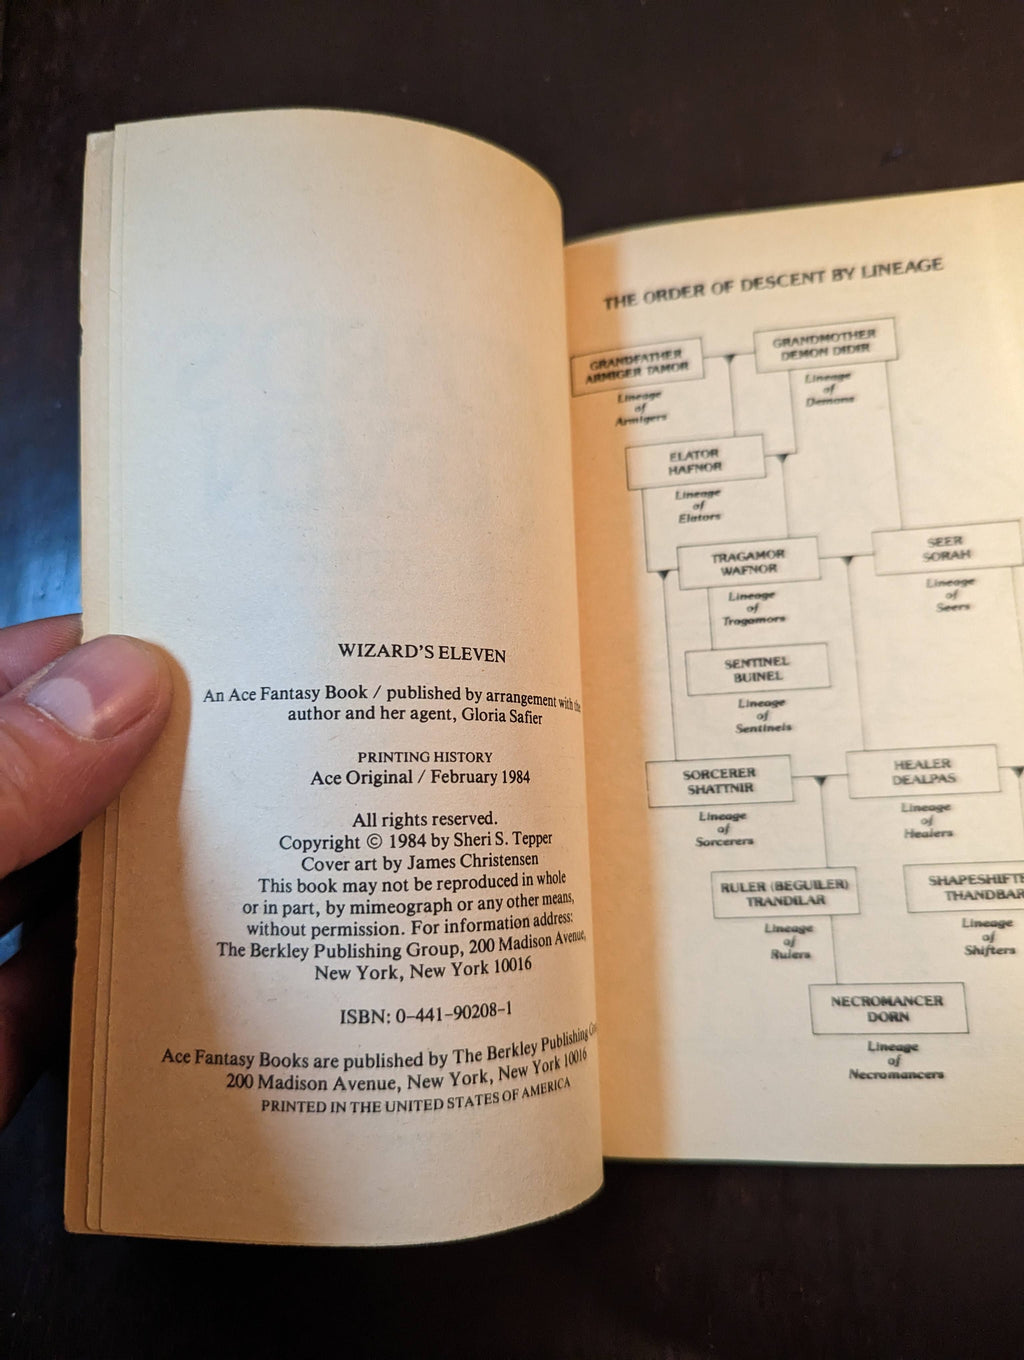 WIZARD'S ELEVEN
An Ace Fantasy Book / published by arrangement with the
author and her agent, Gloria Safier
PRINTING HISTORY
Ace Original / February 1984
All rights reserved.
Copyright © 1984 by Sheri S. Tepper
Cover art by James Christensen
This book may not be reproduced in whole
or in part, by mimeograph or any other means,
without permission. For information address:
The Berkley Publishing Group, 200 Madison Avenue,
New York, New York 10016
ISBN: 0-441-90208-1
Ace Fantasy Books are published by The Berkley Publishing
200 Madison Avenue, New York, New York 10016
PRINTED IN THE UNITED STATES OF AMERICA
THE ORDER OF DESCENT BY LINEAGE
GRANDFATHER
ARMIGER TAMOR
Lineage
of
Armigers
GRANDMOTHER
DEMON DIDIR
Lineage
of
Demons
ELATOR
HAFNOR
Lineage
of
Elators
TRAGAMOR
WAFNOR
Lineage
of
Tragamors
SEER
SORAH
Lineage
of
Seers
SENTINEL
BUINEL
Lineage
of
Sentinels
SORCERER
SHATTNIR
Lineage
of
Sorcerers
HEALER
DEALPAS
Lineage
of
Healers
RULER (BEGUILER)
TRANDILAR
Lineage
of
Rulers
SHAPESHIFTE
THANDBAR
Lineage
of
Shifters
NECROMANCER
DORN
Lineage
of
Necromancers